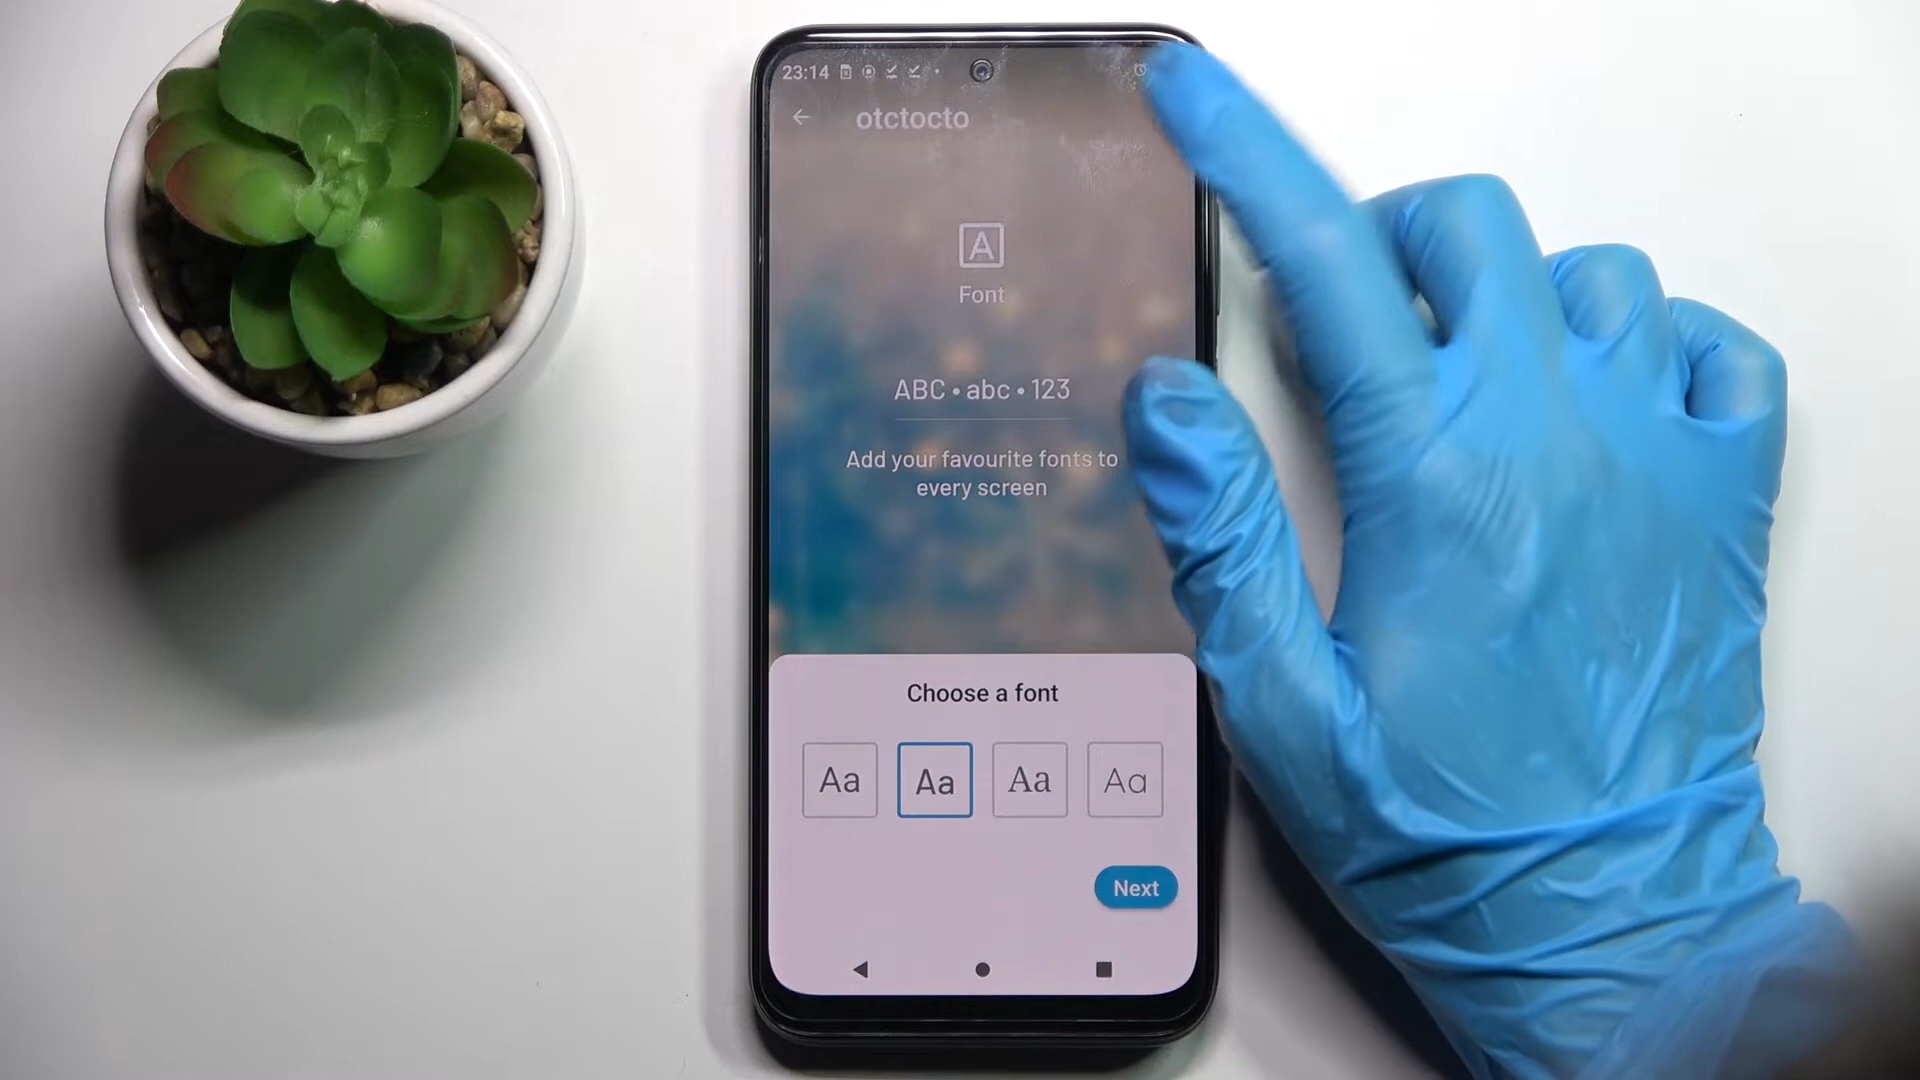 23:14
otctocto
A
Font
ABC • abc • 123
Add your favourite fonts to
every screen
Choose a font
Aa Aa Aa Aa
Next